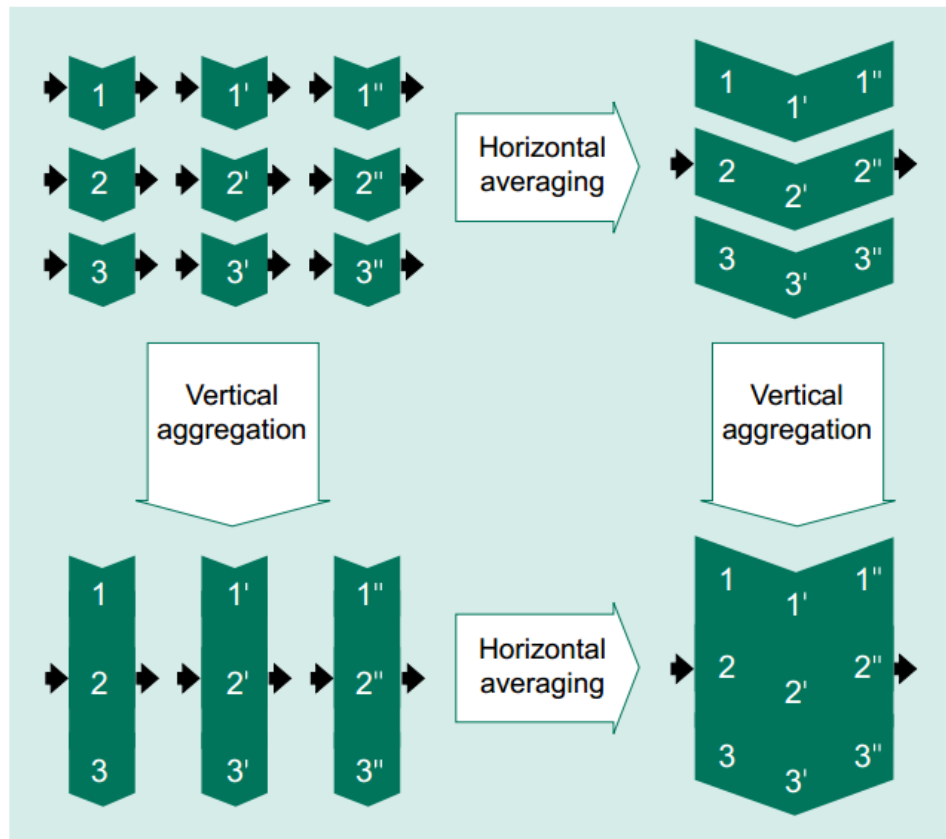 1 1' 1"
2 2' 2"
3 3' 3"
Horizontal
averaging
1 1' 1"
2 2' 2"
3 3' 3"
Vertical
aggregation
Vertical
aggregation
1 1' 1"
2 2' 2"
3 3' 3"
Horizontal
averaging
1 1' 1"
2 2' 2"
3 3' 3"